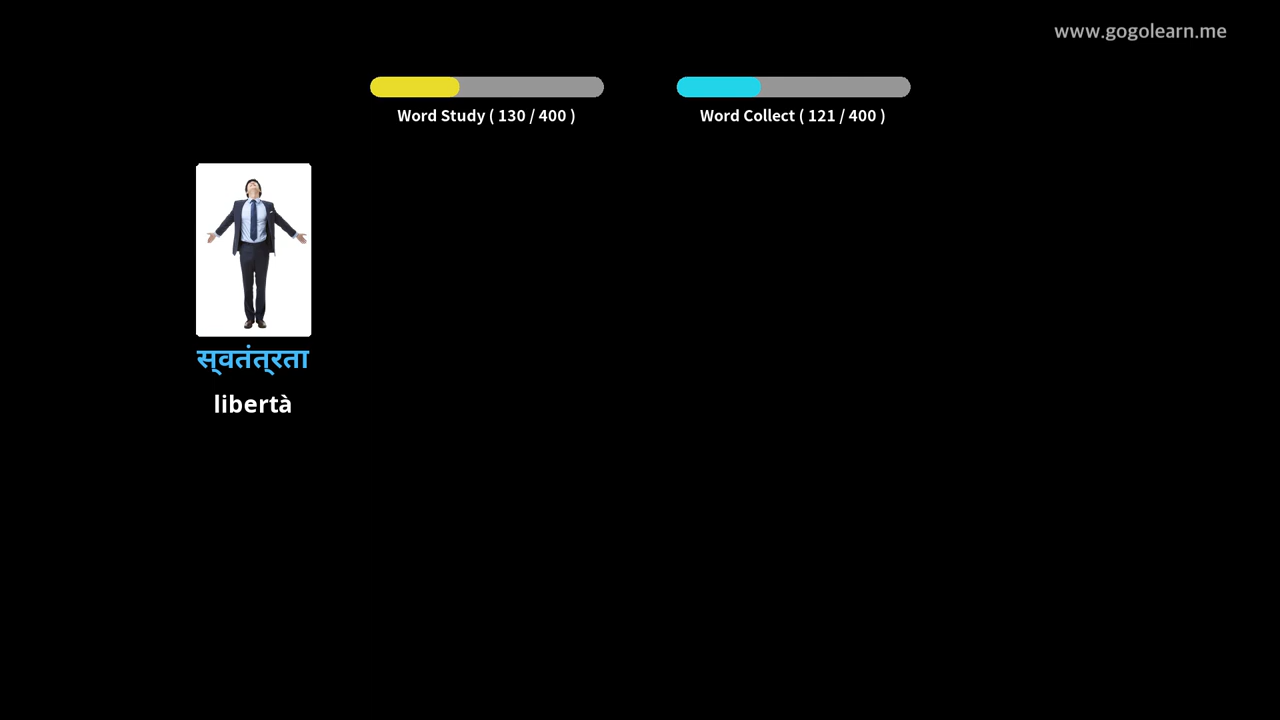 www.gogolearn.me
Word Study ( 130 / 400 )
Word Collect ( 121 / 400 )
स्वतंत्रता
libertà